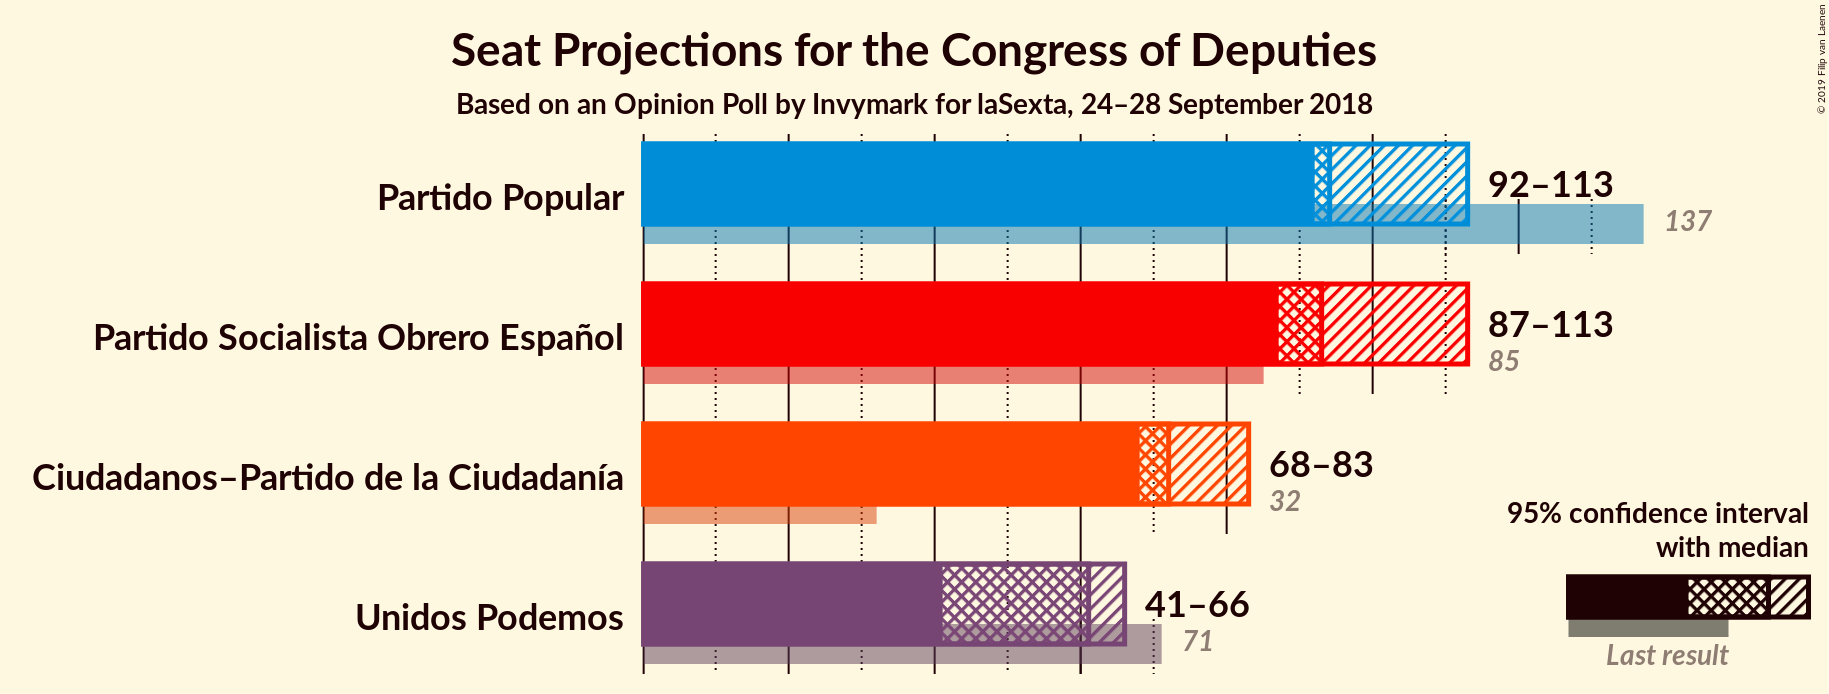 Seat Projections for the Congress of Deputies
Based on an Opinion Poll by Invymark for laSexta, 24–28 September 2018
© 2019 Filip van Laenen
Partido Popular
92–113
137
Partido Socialista Obrero Español
87–113
85
Ciudadanos–Partido de la Ciudadanía
68–83
32
Unidos Podemos
41–66
71
95% confidence interval
with median
Last result